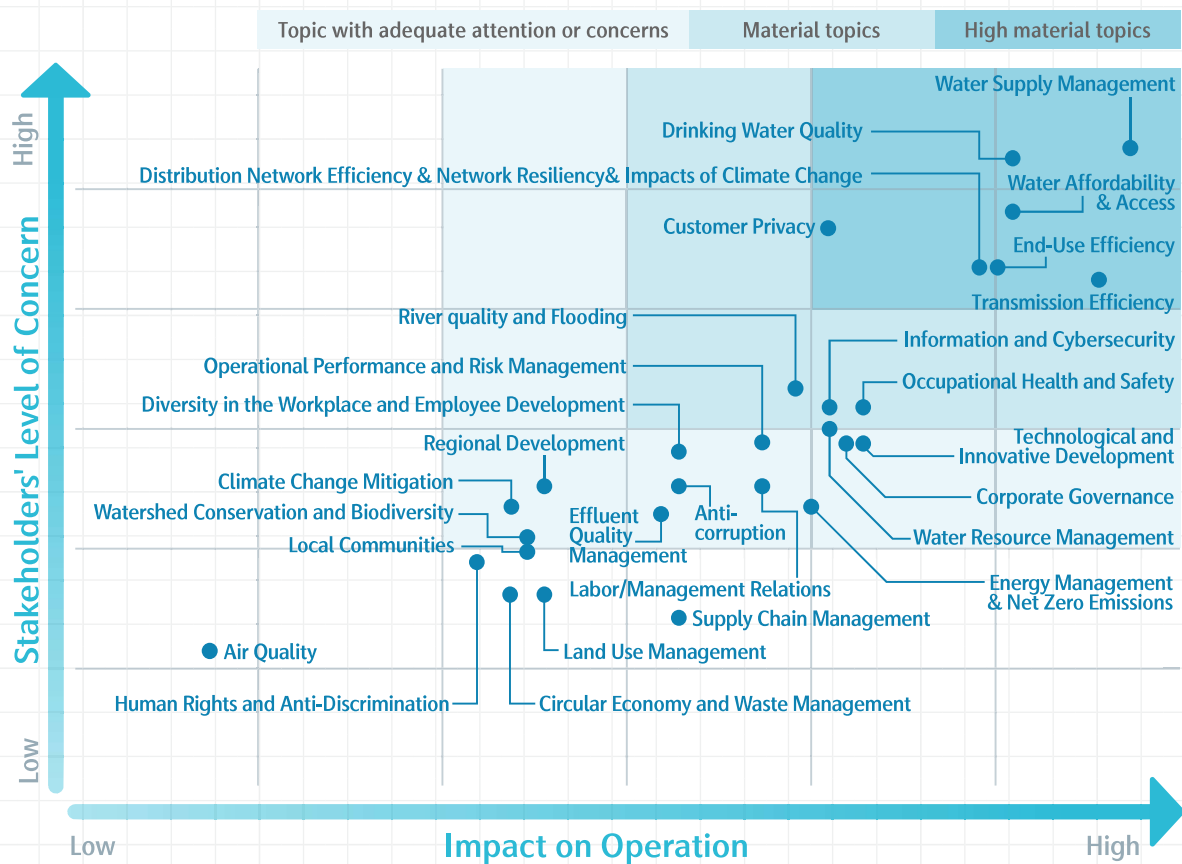 Topic with adequate attention or concerns
Material topics
High material topics
Stakeholders' Level of Concern
High
Low
Water Supply Management
Drinking Water Quality
Distribution Network Efficiency & Network Resiliency& Impacts of Climate Change
Water Affordability
& Access
Customer Privacy
End-Use Efficiency
Transmission Efficiency
River quality and Flooding
Information and Cybersecurity
Operational Performance and Risk Management
Occupational Health and Safety
Diversity in the Workplace and Employee Development
Technological and
Innovative Development
Regional Development
Climate Change Mitigation
Corporate Governance
Watershed Conservation and Biodiversity
Effluent
Quality
Management
Anti-
corruption
Water Resource Management
Local Communities
Labor/Management Relations
Energy Management
& Net Zero Emissions
Supply Chain Management
Air Quality
Land Use Management
Human Rights and Anti-Discrimination
Circular Economy and Waste Management
Low
Impact on Operation
High